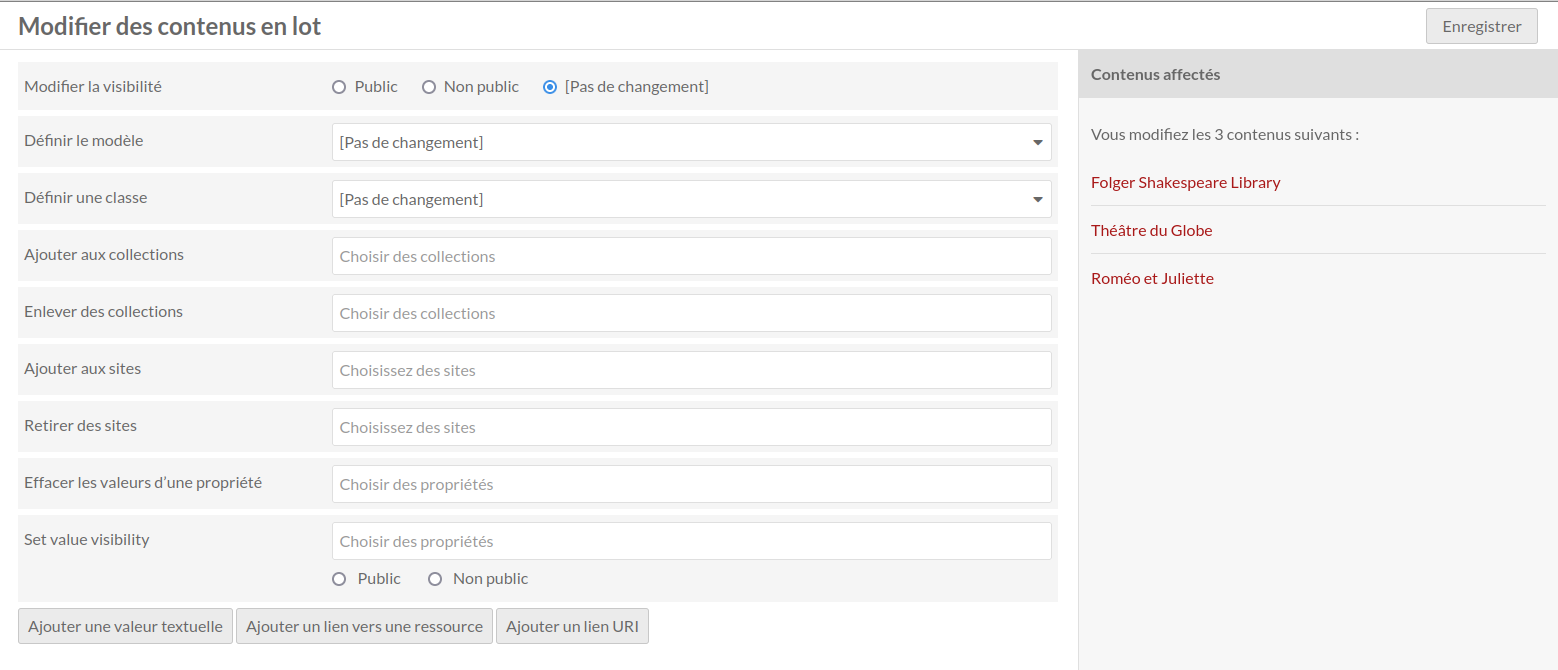 Modifier des contenus en lot
Enregistrer
Modifier la visibilité
Public Non public [Pas de changement]
Définir le modèle
[Pas de changement]
Définir une classe
[Pas de changement]
Ajouter aux collections
Choisir des collections
Enlever des collections
Choisir des collections
Ajouter aux sites
Choisissez des sites
Retirer des sites
Choisissez des sites
Effacer les valeurs d’une propriété
Choisir des propriétés
Set value visibility
Choisir des propriétés
Public Non public
Ajouter une valeur textuelle
Ajouter un lien vers une ressource
Ajouter un lien URI
Contenus affectés
Vous modifiez les 3 contenus suivants :
Folger Shakespeare Library
Théâtre du Globe
Roméo et Juliette